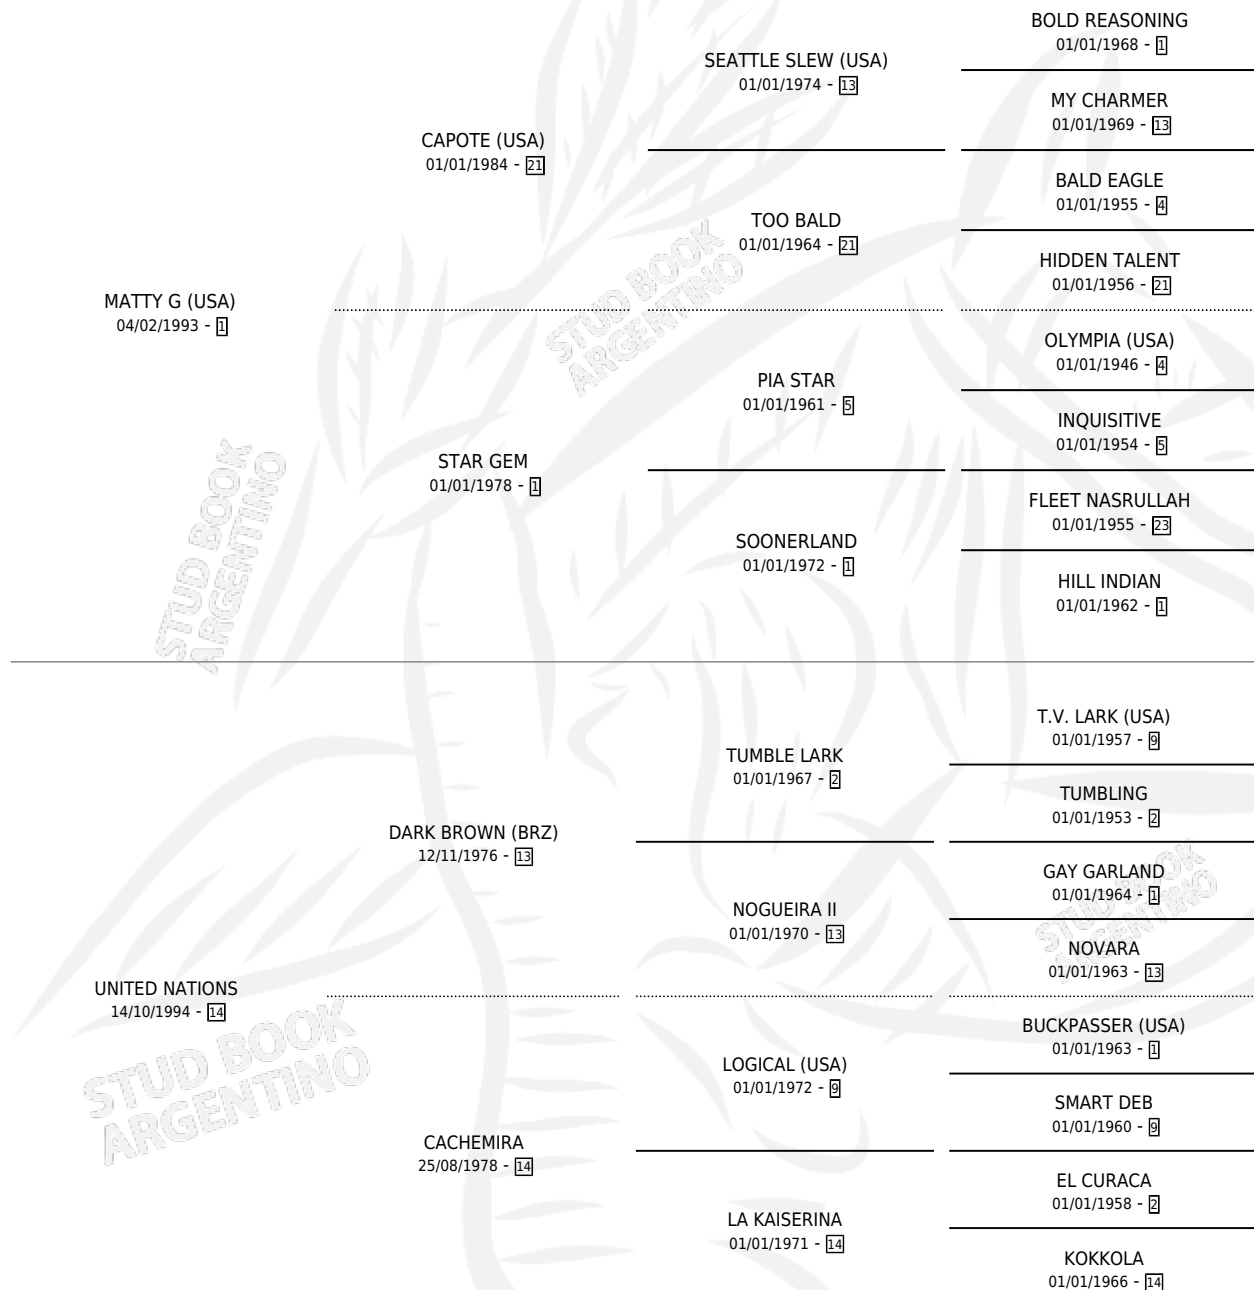 BOLD REASONING
01/01/1968 - 1
SEATTLE SLEW (USA)
01/01/1974 - 13
MY CHARMER
01/01/1969 - 13
CAPOTE (USA)
01/01/1984 - 21
BALD EAGLE
01/01/1955 - 4
TOO BALD
01/01/1964 - 21
HIDDEN TALENT
01/01/1956 - 21
MATTY G (USA)
04/02/1993 - 1
OLYMPIA (USA)
01/01/1946 - 4
PIA STAR
01/01/1961 - 5
INQUISITIVE
01/01/1954 - 5
STAR GEM
01/01/1978 - 1
FLEET NASRULLAH
01/01/1955 - 23
SOONERLAND
01/01/1972 - 1
HILL INDIAN
01/01/1962 - 1
T.V. LARK (USA)
01/01/1957 - 9
TUMBLE LARK
01/01/1967 - 2
TUMBLING
01/01/1953 - 2
DARK BROWN (BRZ)
12/11/1976 - 13
GAY GARLAND
01/01/1964 - 1
NOGUEIRA II
01/01/1970 - 13
NOVARA
01/01/1963 - 13
UNITED NATIONS
14/10/1994 - 14
BUCKPASSER (USA)
01/01/1963 - 1
LOGICAL (USA)
01/01/1972 - 9
SMART DEB
01/01/1960 - 9
CACHEMIRA
25/08/1978 - 14
EL CURACA
01/01/1958 - 2
LA KAISERINA
01/01/1971 - 14
KOKKOLA
01/01/1966 - 14
STUD BOOK
ARGENTINO
STUD BOOK
ARGENTINO
STUD BOOK
ARGENTINO
STUD BOOK
ARGENTINO